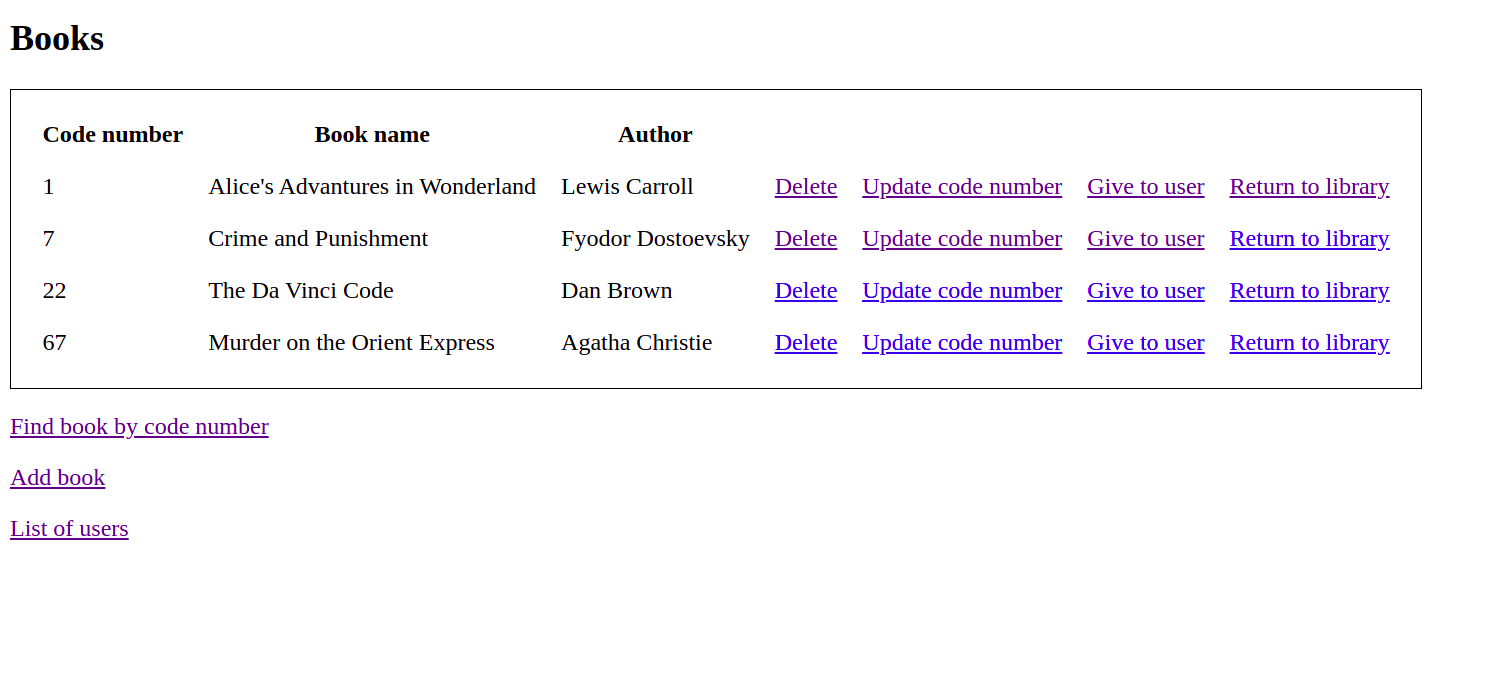 Books
Code number Book name Author
1 Alice's Advantures in Wonderland Lewis Carroll Delete Update code number Give to user Return to library
7 Crime and Punishment Fyodor Dostoevsky Delete Update code number Give to user Return to library
22 The Da Vinci Code Dan Brown Delete Update code number Give to user Return to library
67 Murder on the Orient Express Agatha Christie Delete Update code number Give to user Return to library
Find book by code number
Add book
List of users